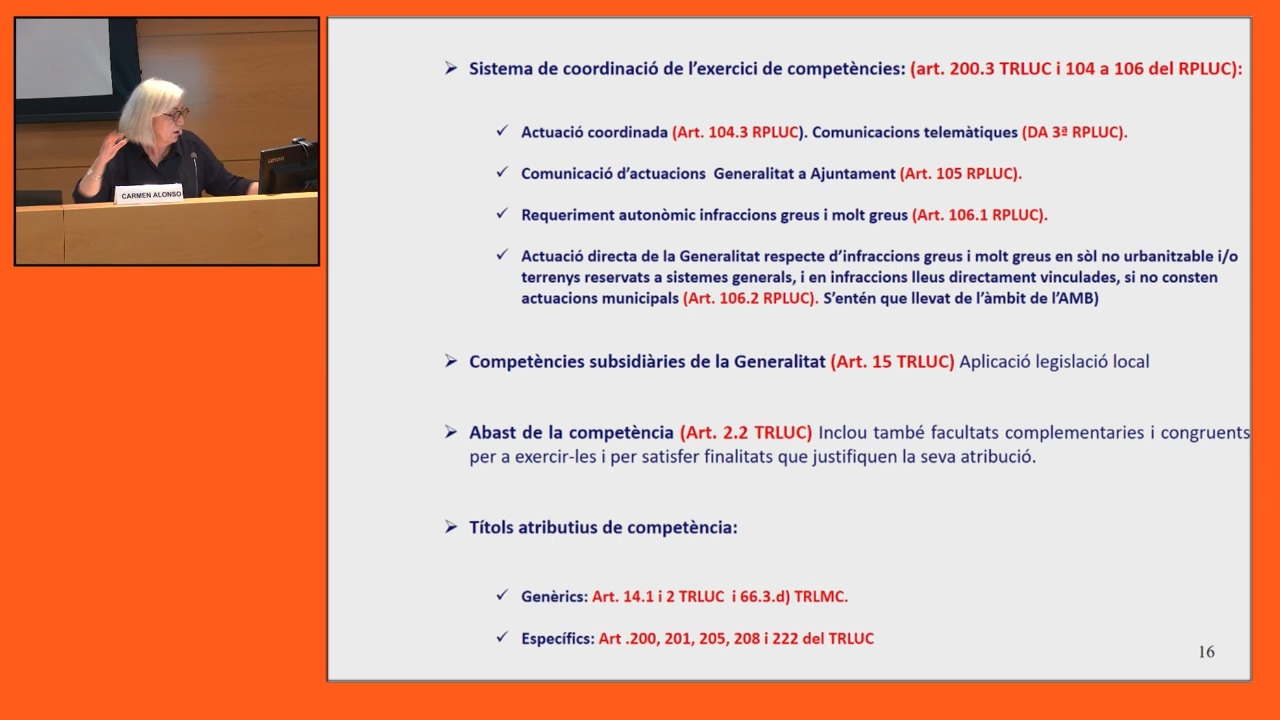 Sistema de coordinació de l'exercici de competències: (art. 200.3 TRLUC i 104 a 106 del RPLUC):
Actuació coordinada (Art. 104.3 RPLUC). Comunicacions telemàtiques (DA 3ª RPLUC).
Comunicació d'actuacions Generalitat a Ajuntament (Art. 105 RPLUC).
Requeriment autonòmic infraccions greus i molt greus (Art. 106.1 RPLUC).
Actuació directa de la Generalitat respecte d'infraccions greus i molt greus en sòl no urbanitzable i/o
terrenys reservats a sistemes generals, i en infraccions lleus directament vinculades, si no consten
actuacions municipals (Art. 106.2 RPLUC). S'entén que llevat de l'àmbit de l'AMB)
Competències subsidiàries de la Generalitat (Art. 15 TRLUC) Aplicació legislació local
Abast de la competència (Art. 2.2 TRLUC) Inclou també facultats complementaries i congruents
per a exercir-les i per satisfer finalitats que justifiquen la seva atribució.
Títols atributius de competència:
Genèrics: Art. 14.1 i 2 TRLUC i 66.3.d) TRLMC.
Específics: Art .200, 201, 205, 208 i 222 del TRLUC
16
CARMEN ALONSO
Lenovo